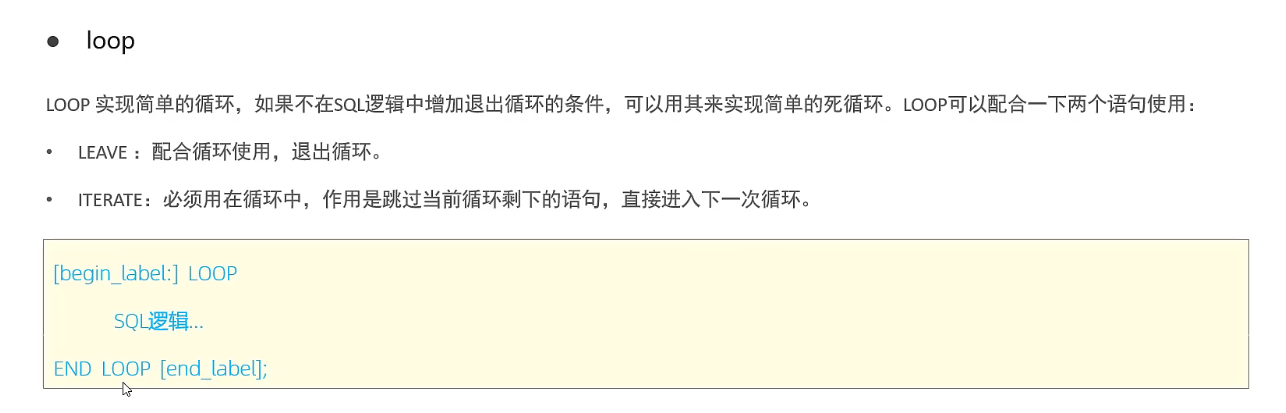 ● loop
LOOP 实现简单的循环，如果不在SQL逻辑中增加退出循环的条件，可以用其来实现简单的死循环。LOOP可以配合一下两个语句使用：
• LEAVE ：配合循环使用，退出循环。
• ITERATE：必须用在循环中，作用是跳过当前循环剩下的语句，直接进入下一次循环。
[begin_label:] LOOP
SQL逻辑...
END LOOP [end_label];